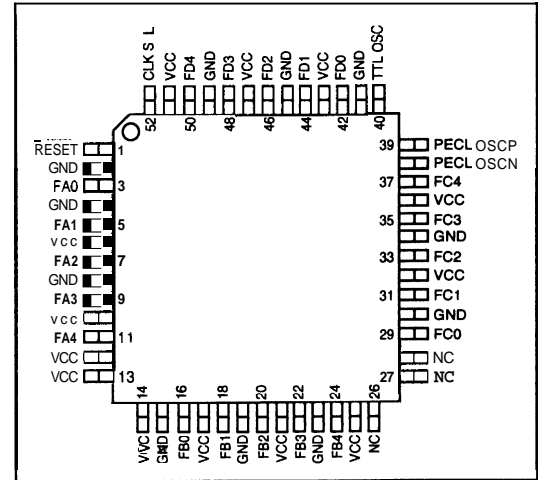 CLKS L
VCC
FD4
GND
FD3
VCC
FD2
GND
FD1
VCC
FD0
GND
TTL OSC
52
50
48
46
44
42
40
RESET 1
GND
FA0 3
GND
FA1 5
VCC
FA2 7
GND
FA3 9
VCC
FA4 11
VCC
VCC 13
39 PECL OSCP
PECL OSCN
37 FC4
VCC
35 FC3
GND
33 FC2
VCC
31 FC1
GND
29 FC0
NC
27 NC
14
16
18
20
22
24
26
GND
FB0
VCC
FB1
GND
FB2
VCC
FB3
GND
FB4
VCC
NC